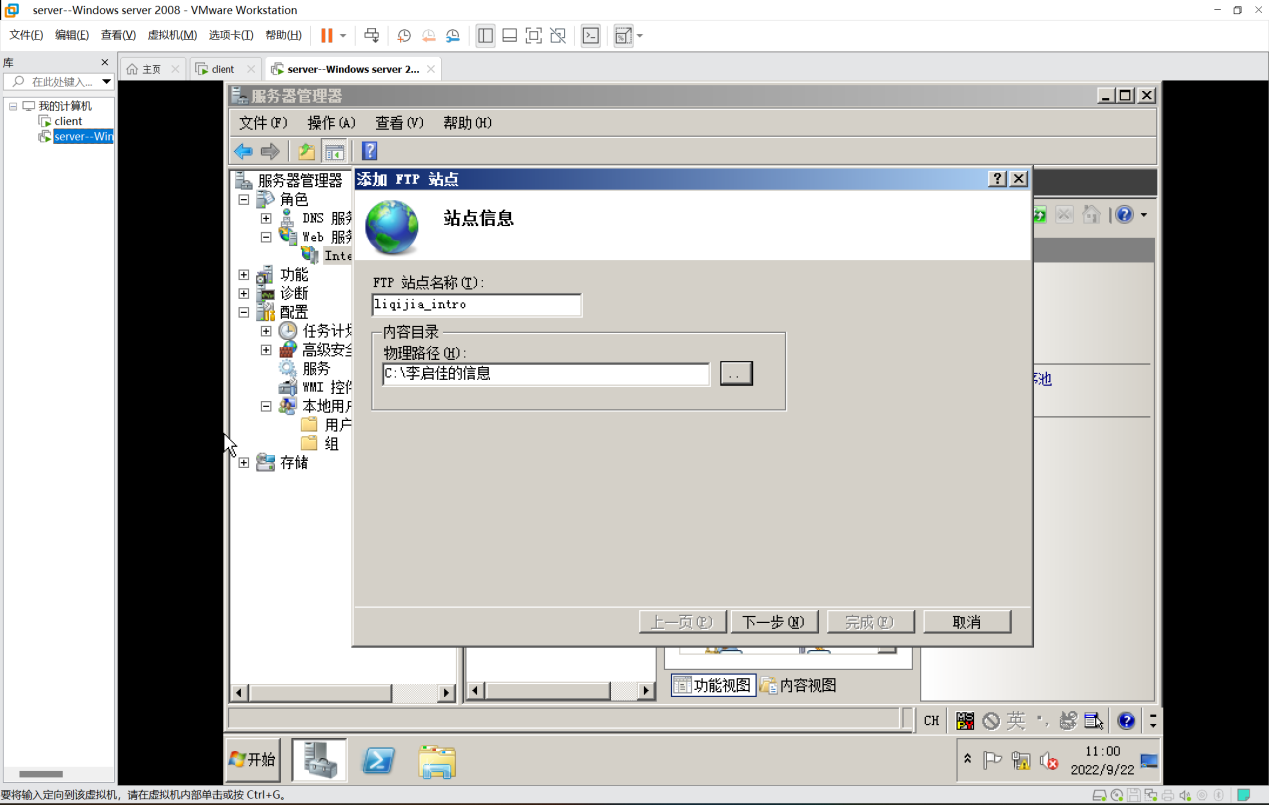 server--Windows server 2008 - VMware Workstation
文件(F) 编辑(E) 查看(V) 虚拟机(M) 选项卡(T) 帮助(H)
库
在此处键入...
主页
client
server--Windows server 2...
我的计算机
client
server--Win
服务器管理器
文件(F) 操作(A) 查看(V) 帮助(H)
服务器管理器
角色
DNS 服务
Web 服务
Inte
功能
诊断
配置
任务计划
高级安全
服务
WMI 控件
本地用户
用户
组
存储
添加 FTP 站点
站点信息
FTP 站点名称(T):
liqijia_intro
内容目录
物理路径(H):
C:\李启佳的信息
..
上一页(P) 下一步(N) 完成(F) 取消
池
功能视图 内容视图
CH 英
开始
11:00
2022/9/22
要将输入定向到该虚拟机，请在虚拟机内部单击或按 Ctrl+G。